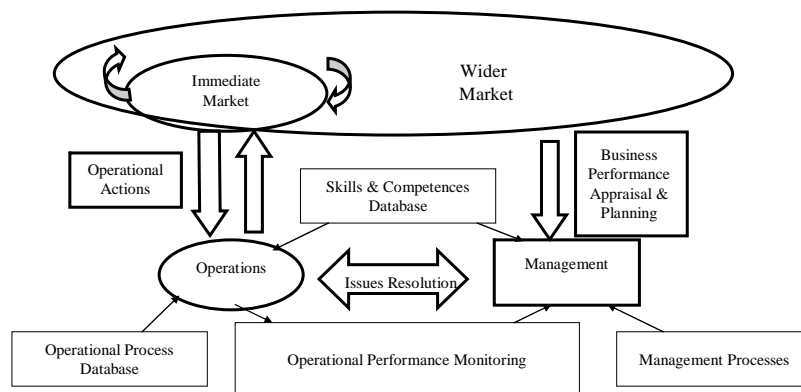 Immediate
Market
Wider
Market
Operational
Actions
Business
Performance
Appraisal &
Planning
Skills & Competences
Database
Operations
Issues Resolution
Management
Operational Process
Database
Operational Performance Monitoring
Management Processes